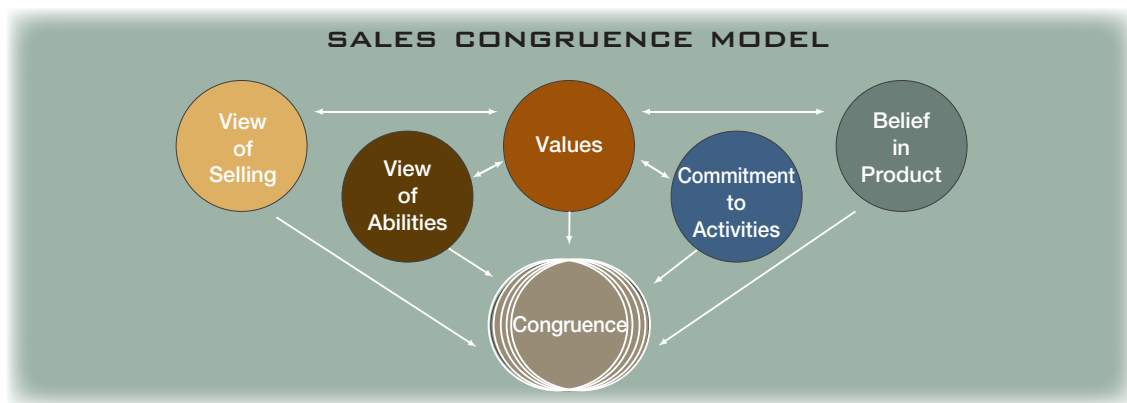 SALES CONGRUENCE MODEL
View
of
Selling
View
of
Abilities
Values
Commitment
to
Activities
Belief
in
Product
Congruence